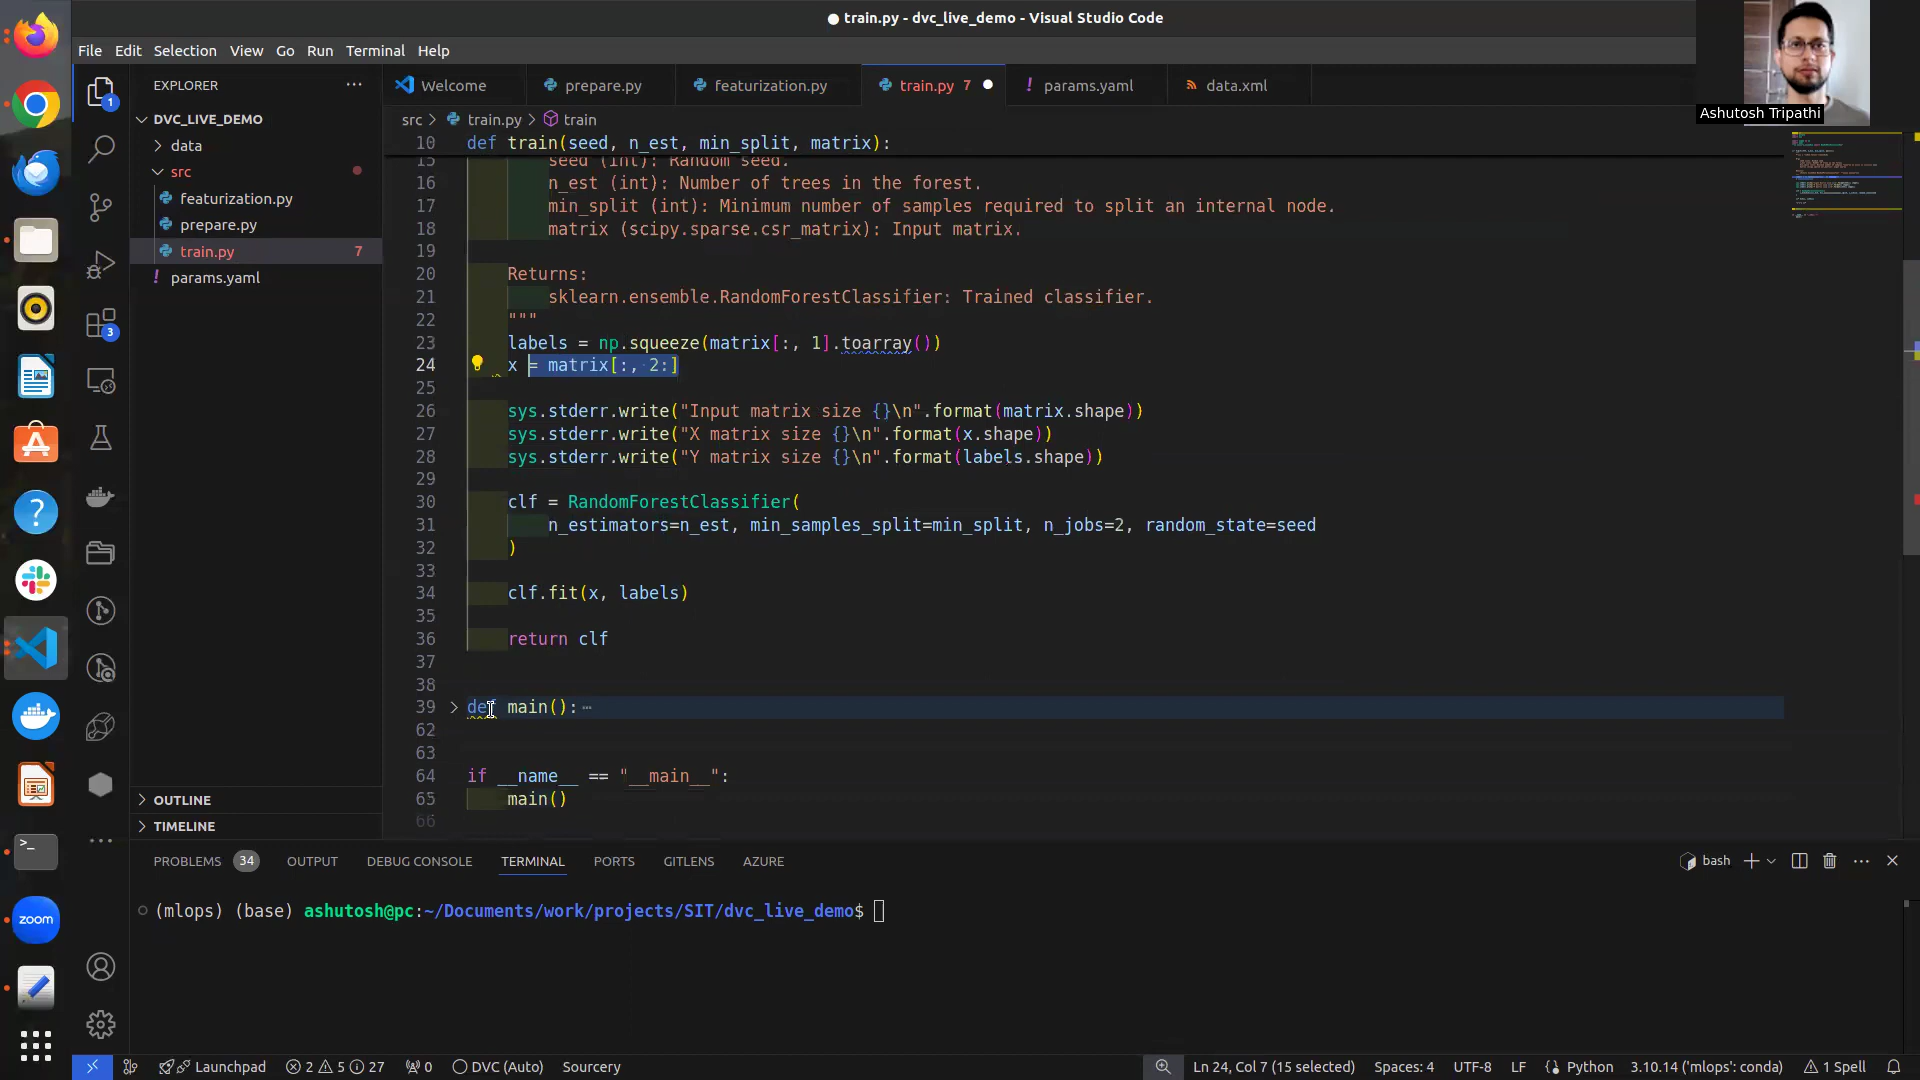 train.py - dvc_live_demo - Visual Studio Code
File Edit Selection View Go Run Terminal Help
Ashutosh Tripathi
EXPLORER
Welcome prepare.py featurization.py train.py 7 params.yaml data.xml
DVC_LIVE_DEMO
data
src
featurization.py
prepare.py
train.py 7
params.yaml
OUTLINE
TIMELINE
1
3
src > train.py > train
10 def train(seed, n_est, min_split, matrix):
15 seed (int): Random seed.
16 n_est (int): Number of trees in the forest.
17 min_split (int): Minimum number of samples required to split an internal node.
18 matrix (scipy.sparse.csr_matrix): Input matrix.
19
20 Returns:
21 sklearn.ensemble.RandomForestClassifier: Trained classifier.
22 """
23 labels = np.squeeze(matrix[:, 1].toarray())
24 x = matrix[:, 2:]
25
26 sys.stderr.write("Input matrix size {}\n".format(matrix.shape))
27 sys.stderr.write("X matrix size {}\n".format(x.shape))
28 sys.stderr.write("Y matrix size {}\n".format(labels.shape))
29
30 clf = RandomForestClassifier(
31 n_estimators=n_est, min_samples_split=min_split, n_jobs=2, random_state=seed
32 )
33
34 clf.fit(x, labels)
35
36 return clf
37
38
39 def main(): ⋯
62
63
64 if __name__ == "__main__":
65 main()
66
PROBLEMS 34 OUTPUT DEBUG CONSOLE TERMINAL PORTS GITLENS AZURE
bash
(mlops) (base) ashutosh@pc:~/Documents/work/projects/SIT/dvc_live_demo$
zoom
Launchpad 2 5 27 0 DVC (Auto) Sourcery
Ln 24, Col 7 (15 selected) Spaces: 4 UTF-8 LF Python 3.10.14 ('mlops': conda) 1 Spell